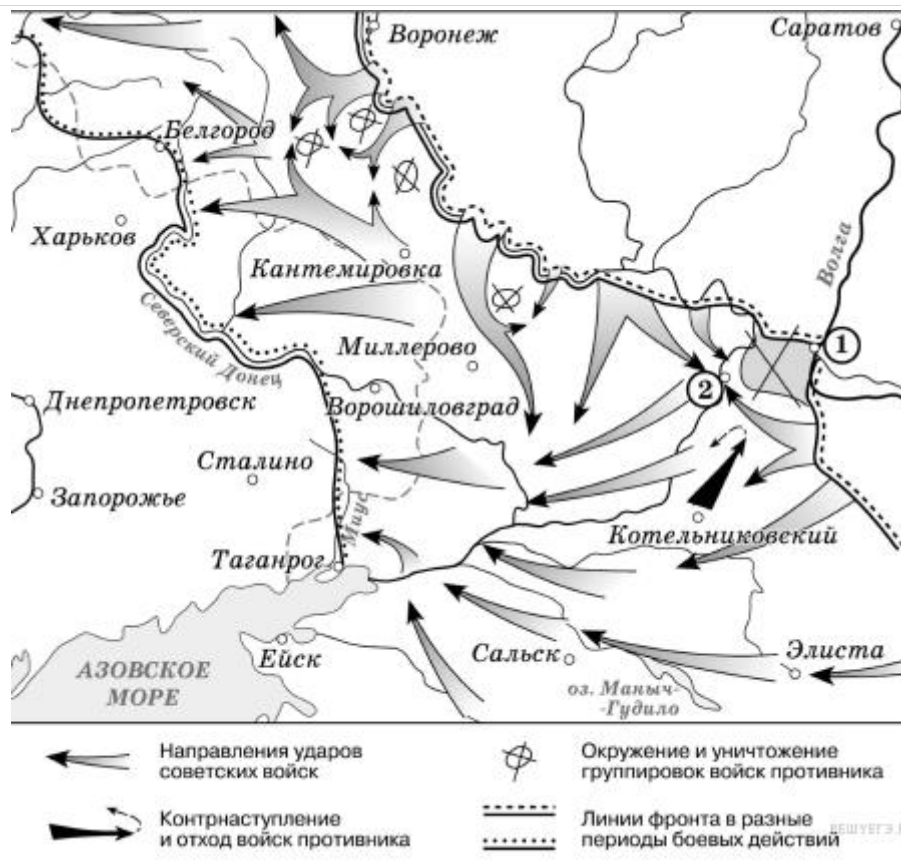 Воронеж
Саратов
Белгород
Волга
Харьков
Кантемировка
Северский Донец
Миллерово
1
2
Днепропетровск
Ворошиловград
Сталино
Запорожье
Миус
Котельниковский
Таганрог
Ейск
Сальск
Элиста
АЗОВСКОЕ
МОРЕ
оз. Маныч-
-Гудило
Направления ударов
советских войск
Окружение и уничтожение
группировок войск противника
Контрнаступление
и отход войск противника
Линии фронта в разные
периоды боевых действий